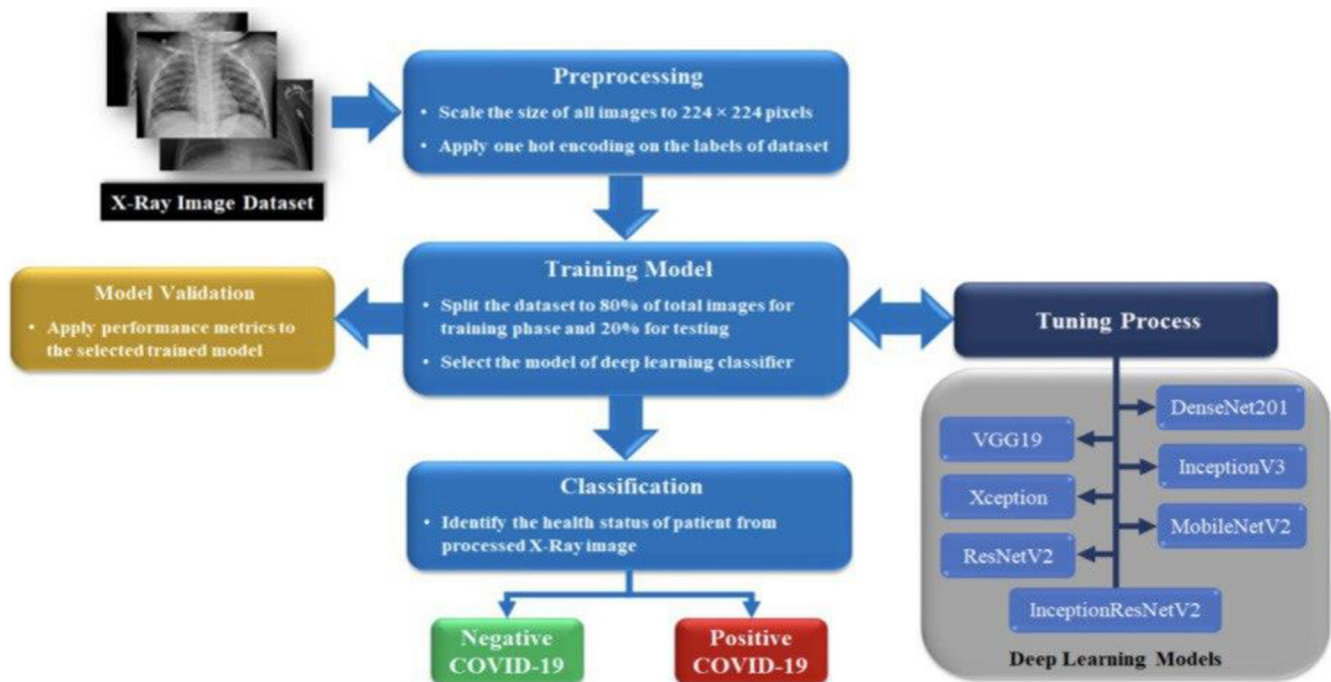 X-Ray Image Dataset
Preprocessing
• Scale the size of all images to 224 × 224 pixels
• Apply one hot encoding on the labels of dataset
Training Model
• Split the dataset to 80% of total images for
training phase and 20% for testing
• Select the model of deep learning classifier
Model Validation
• Apply performance metrics to
the selected trained model
Tuning Process
DenseNet201
VGG19
InceptionV3
Xception
MobileNetV2
ResNetV2
InceptionResNetV2
Deep Learning Models
Classification
• Identify the health status of patient from
processed X-Ray image
Negative
COVID-19
Positive
COVID-19